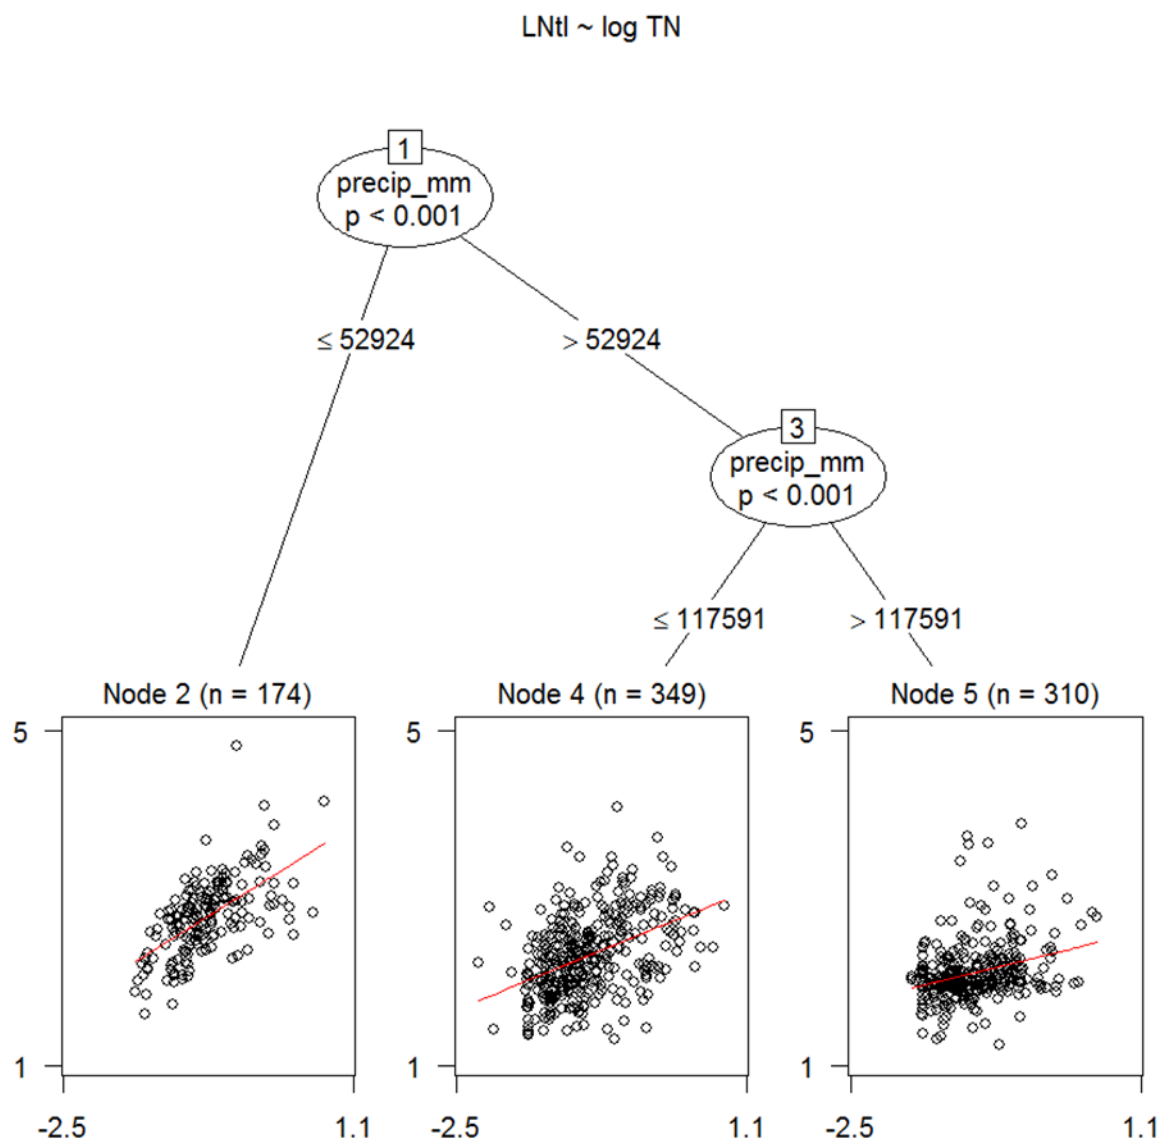 LNtl ~ log TN
1
precip_mm
p < 0.001
≤ 52924
> 52924
3
precip_mm
p < 0.001
≤ 117591
> 117591
Node 2 (n = 174)
Node 4 (n = 349)
Node 5 (n = 310)
5
5
5
1
1
1
-2.5
1.1
-2.5
1.1
-2.5
1.1